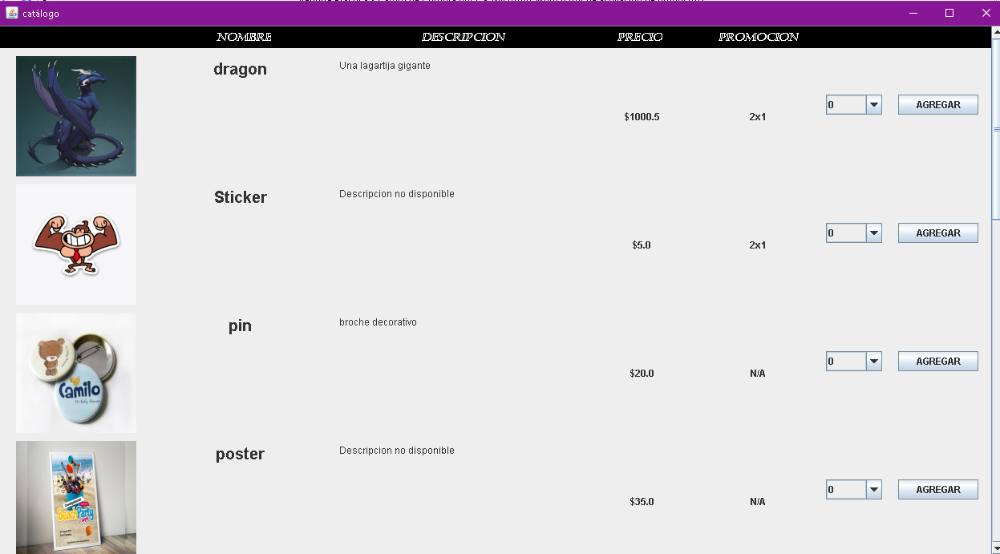 catálogo
NOMBRE DESCRIPCION PRECIO PROMOCION
dragon Una lagartija gigante
$1000.5 2x1 0 AGREGAR
Sticker Descripcion no disponible
$5.0 2x1 0 AGREGAR
pin broche decorativo
$20.0 N/A 0 AGREGAR
Camilo
poster Descripcion no disponible
$35.0 N/A 0 AGREGAR
Beach Party